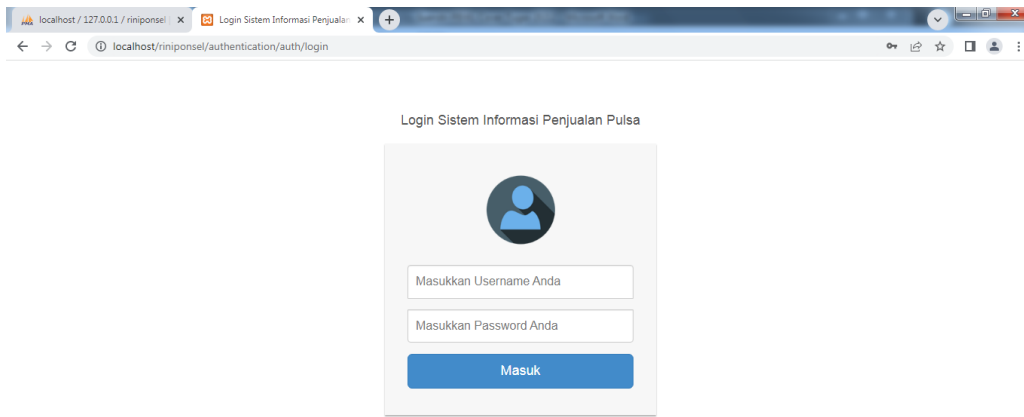 localhost / 127.0.0.1 / riniponsel
Login Sistem Informasi Penjualan
localhost/riniponsel/authentication/auth/login
Login Sistem Informasi Penjualan Pulsa
Masukkan Username Anda
Masukkan Password Anda
Masuk